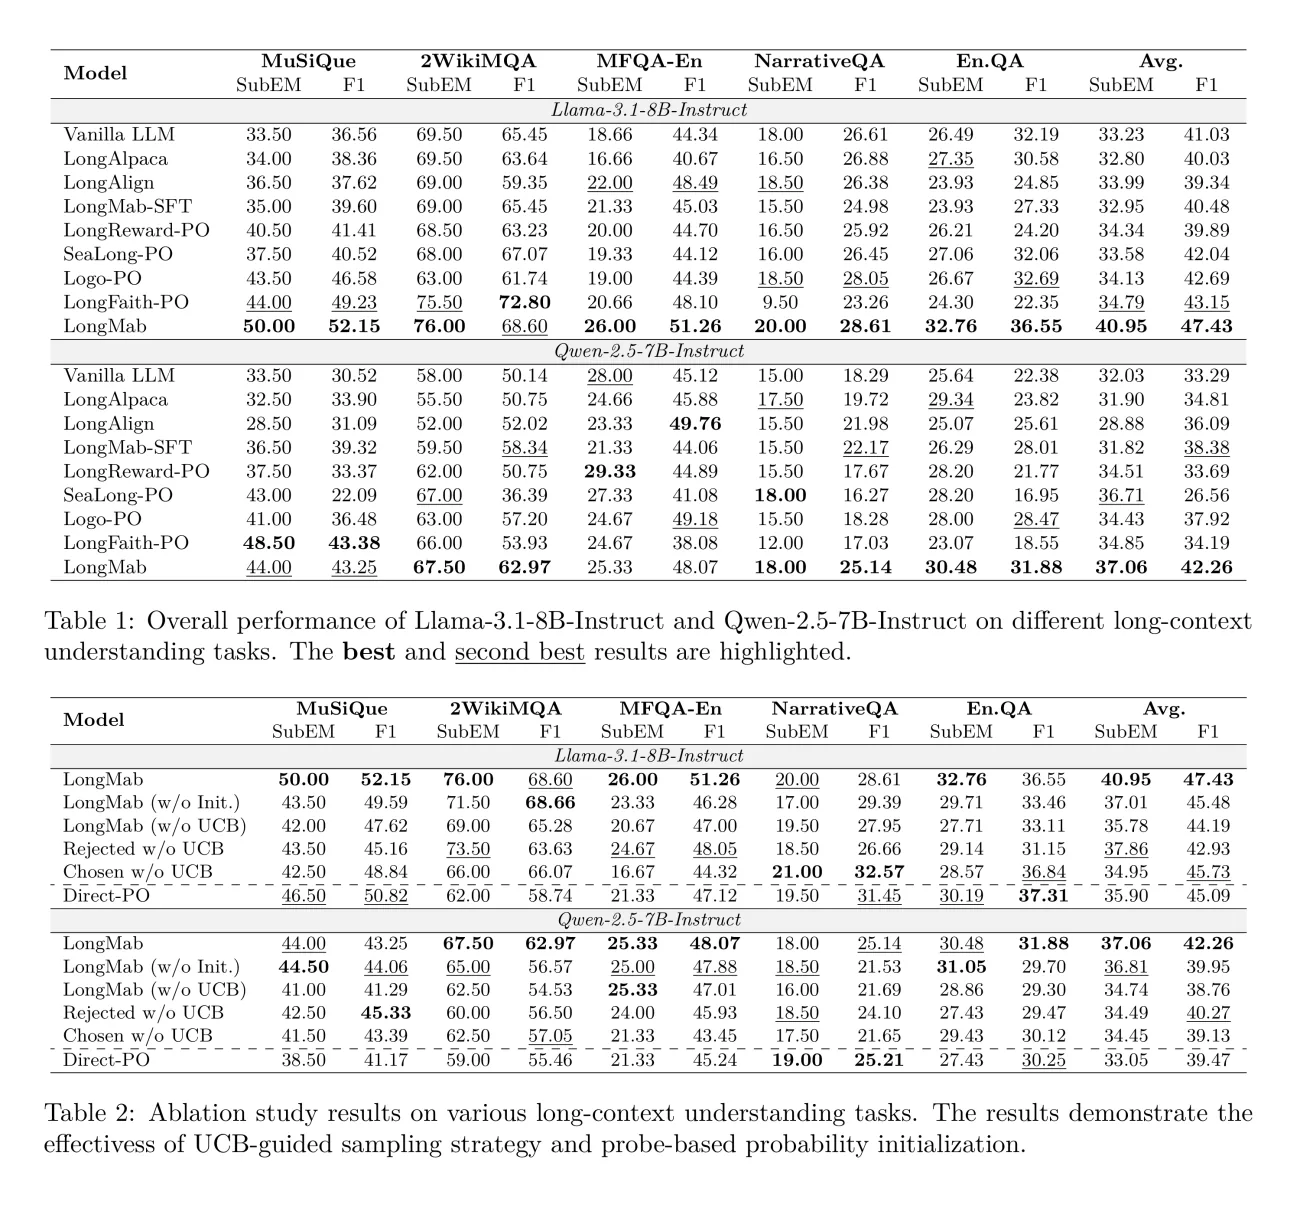 Model MuSiQue 2WikiMQA MFQA-En NarrativeQA En.QA Avg.
SubEM F1 SubEM F1 SubEM F1 SubEM F1 SubEM F1 SubEM F1
Llama-3.1-8B-Instruct
Vanilla LLM 33.50 36.56 69.50 65.45 18.66 44.34 18.00 26.61 26.49 32.19 33.23 41.03
LongAlpaca 34.00 38.36 69.50 63.64 16.66 40.67 16.50 26.88 27.35 30.58 32.80 40.03
LongAlign 36.50 37.62 69.00 59.35 22.00 48.49 18.50 26.38 23.93 24.85 33.99 39.34
LongMab-SFT 35.00 39.60 69.00 65.45 21.33 45.03 15.50 24.98 23.93 27.33 32.95 40.48
LongReward-PO 40.50 41.41 68.50 63.23 20.00 44.70 16.50 25.92 26.21 24.20 34.34 39.89
SeaLong-PO 37.50 40.52 68.00 67.07 19.33 44.12 16.00 26.45 27.06 32.06 33.58 42.04
Logo-PO 43.50 46.58 63.00 61.74 19.00 44.39 18.50 28.05 26.67 32.69 34.13 42.69
LongFaith-PO 44.00 49.23 75.50 72.80 20.66 48.10 9.50 23.26 24.30 22.35 34.79 43.15
LongMab 50.00 52.15 76.00 68.60 26.00 51.26 20.00 28.61 32.76 36.55 40.95 47.43
Qwen-2.5-7B-Instruct
Vanilla LLM 33.50 30.52 58.00 50.14 28.00 45.12 15.00 18.29 25.64 22.38 32.03 33.29
LongAlpaca 32.50 33.90 55.50 50.75 24.66 45.88 17.50 19.72 29.34 23.82 31.90 34.81
LongAlign 28.50 31.09 52.00 52.02 23.33 49.76 15.50 21.98 25.07 25.61 28.88 36.09
LongMab-SFT 36.50 39.32 59.50 58.34 21.33 44.06 15.50 22.17 26.29 28.01 31.82 38.38
LongReward-PO 37.50 33.37 62.00 50.75 29.33 44.89 15.50 17.67 28.20 21.77 34.51 33.69
SeaLong-PO 43.00 22.09 67.00 36.39 27.33 41.08 18.00 16.27 28.20 16.95 36.71 26.56
Logo-PO 41.00 36.48 63.00 57.20 24.67 49.18 15.50 18.28 28.00 28.47 34.43 37.92
LongFaith-PO 48.50 43.38 66.00 53.93 24.67 38.08 12.00 17.03 23.07 18.55 34.85 34.19
LongMab 44.00 43.25 67.50 62.97 25.33 48.07 18.00 25.14 30.48 31.88 37.06 42.26
Table 1: Overall performance of Llama-3.1-8B-Instruct and Qwen-2.5-7B-Instruct on different long-context
understanding tasks. The best and second best results are highlighted.
Model MuSiQue 2WikiMQA MFQA-En NarrativeQA En.QA Avg.
SubEM F1 SubEM F1 SubEM F1 SubEM F1 SubEM F1 SubEM F1
Llama-3.1-8B-Instruct
LongMab 50.00 52.15 76.00 68.60 26.00 51.26 20.00 28.61 32.76 36.55 40.95 47.43
LongMab (w/o Init.) 43.50 49.59 71.50 68.66 23.33 46.28 17.00 29.39 29.71 33.46 37.01 45.48
LongMab (w/o UCB) 42.00 47.62 69.00 65.28 20.67 47.00 19.50 27.95 27.71 33.11 35.78 44.19
Rejected w/o UCB 43.50 45.16 73.50 63.63 24.67 48.05 18.50 26.66 29.14 31.15 37.86 42.93
Chosen w/o UCB 42.50 48.84 66.00 66.07 16.67 44.32 21.00 32.57 28.57 36.84 34.95 45.73
Direct-PO 46.50 50.82 62.00 58.74 21.33 47.12 19.50 31.45 30.19 37.31 35.90 45.09
Qwen-2.5-7B-Instruct
LongMab 44.00 43.25 67.50 62.97 25.33 48.07 18.00 25.14 30.48 31.88 37.06 42.26
LongMab (w/o Init.) 44.50 44.06 65.00 56.57 25.00 47.88 18.50 21.53 31.05 29.70 36.81 39.95
LongMab (w/o UCB) 41.00 41.29 62.50 54.53 25.33 47.01 16.00 21.69 28.86 29.30 34.74 38.76
Rejected w/o UCB 42.50 45.33 60.00 56.50 24.00 45.93 18.50 24.10 27.43 29.47 34.49 40.27
Chosen w/o UCB 41.50 43.39 62.50 57.05 21.33 43.45 17.50 21.65 29.43 30.12 34.45 39.13
Direct-PO 38.50 41.17 59.00 55.46 21.33 45.24 19.00 25.21 27.43 30.25 33.05 39.47
Table 2: Ablation study results on various long-context understanding tasks. The results demonstrate the
effectivess of UCB-guided sampling strategy and probe-based probability initialization.